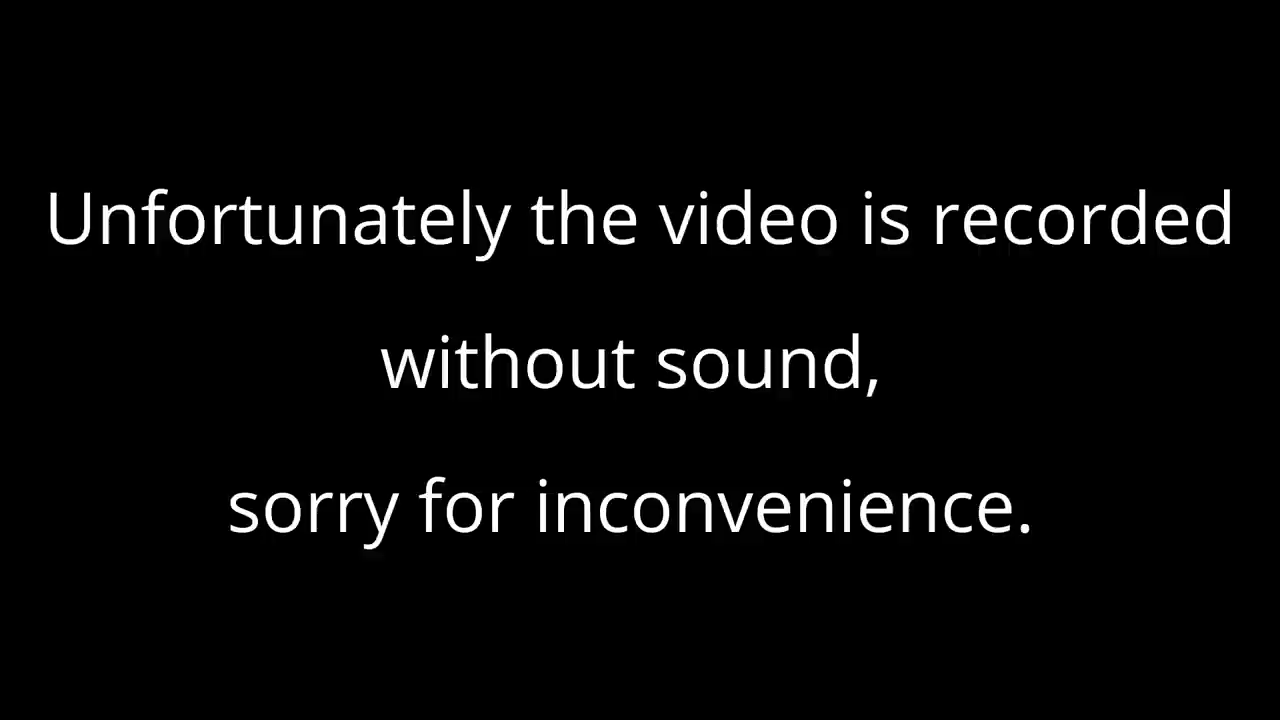 Unfortunately the video is recorded
without sound,
sorry for inconvenience.